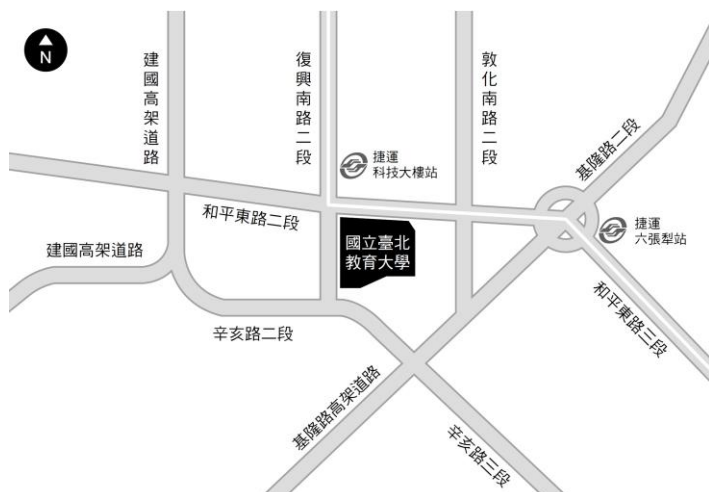 N
建國高架道路
復興南路二段
敦化南路二段
基隆路二段
捷運
科技大樓站
和平東路二段
捷運
六張犁站
國立臺北
教育大學
建國高架道路
和平東路三段
辛亥路二段
基隆路高架道路
辛亥路三段